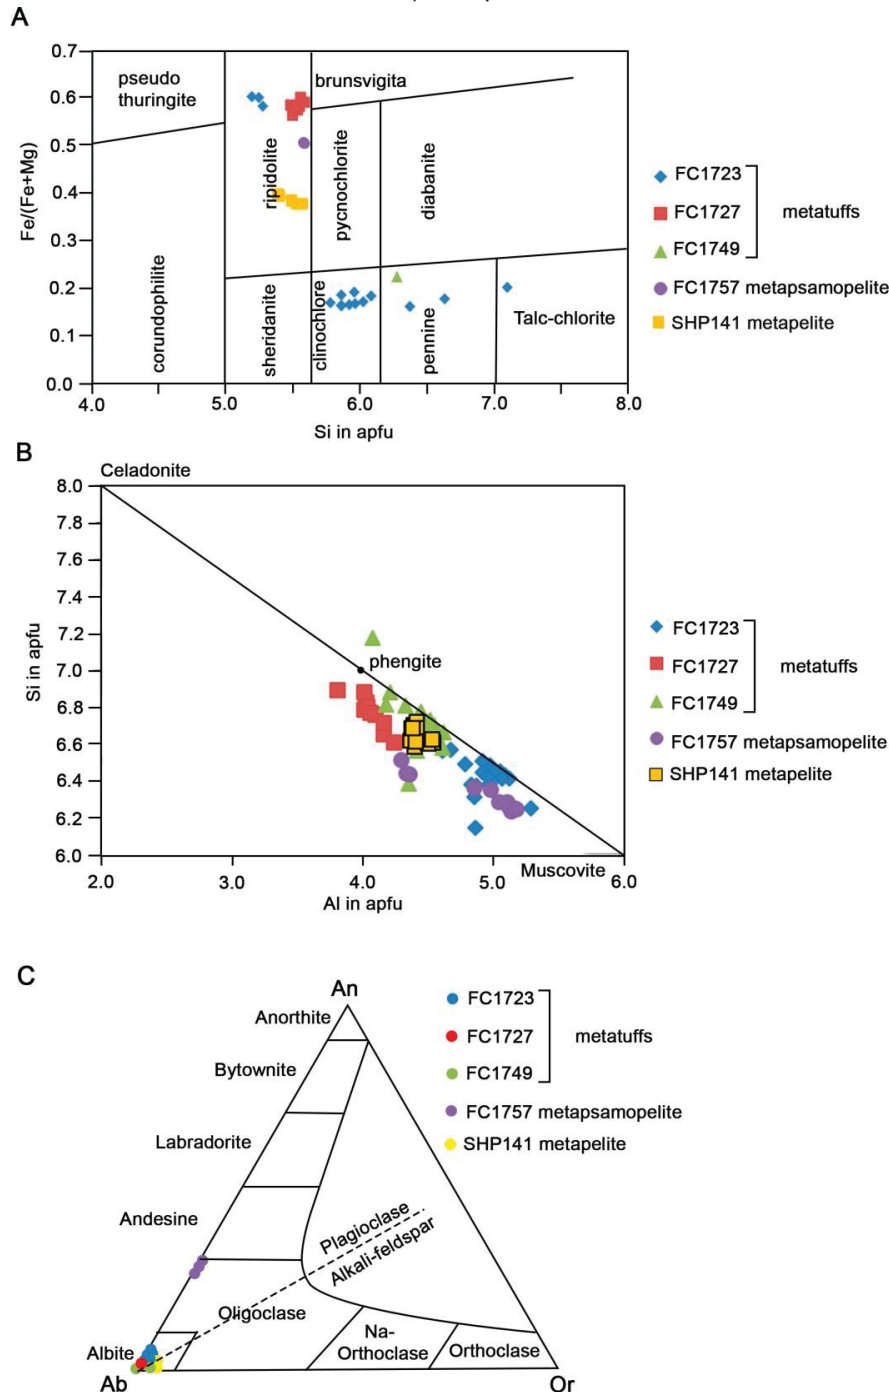 A
0.7
0.6
0.5
0.4
0.3
0.2
0.1
0.0
Fe/(Fe+Mg)
pseudo
thuringite
brunsvigita
ripidolite
pycnochlorite
diabanite
corundophilite
sheridanite
clinochlore
pennine
Talc-chlorite
4.0 5.0 6.0 7.0 8.0
Si in apfu
FC1723
FC1727 metatuffs
FC1749
FC1757 metapsamopelite
SHP141 metapelite
B
Celadonite
8.0
7.8
7.6
7.4
7.2
7.0
6.8
6.6
6.4
6.2
6.0
Si in apfu
phengite
Muscovite
2.0 3.0 4.0 5.0 6.0
Al in apfu
FC1723
FC1727 metatuffs
FC1749
FC1757 metapsamopelite
SHP141 metapelite
C
An
Anorthite
Bytownite
Labradorite
Andesine
Plagioclase
Alkali-feldspar
Oligoclase
Albite
Na-
Orthoclase
Orthoclase
Ab Or
FC1723
FC1727 metatuffs
FC1749
FC1757 metapsamopelite
SHP141 metapelite